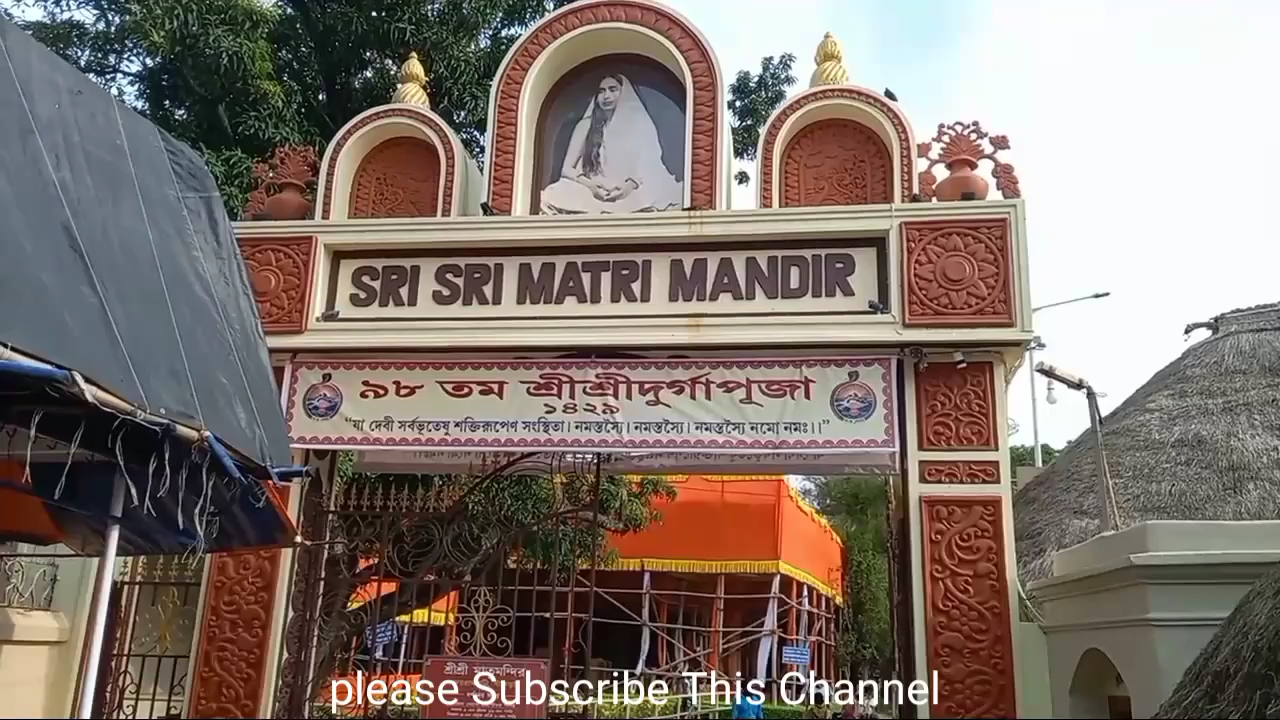 SRI SRI MATRI MANDIR
৯৮ তম শ্রীশ্রীদুর্গাপূজা
১৪২৯
“যা দেবী সর্বভূতেষু শক্তিরূপেণ সংস্থিতা। নমস্তস্যৈ। নমস্তস্যৈ। নমস্তস্যৈ নমো নমঃ।।”
শ্রীশ্রী মাতৃমন্দির
please Subscribe This Channel